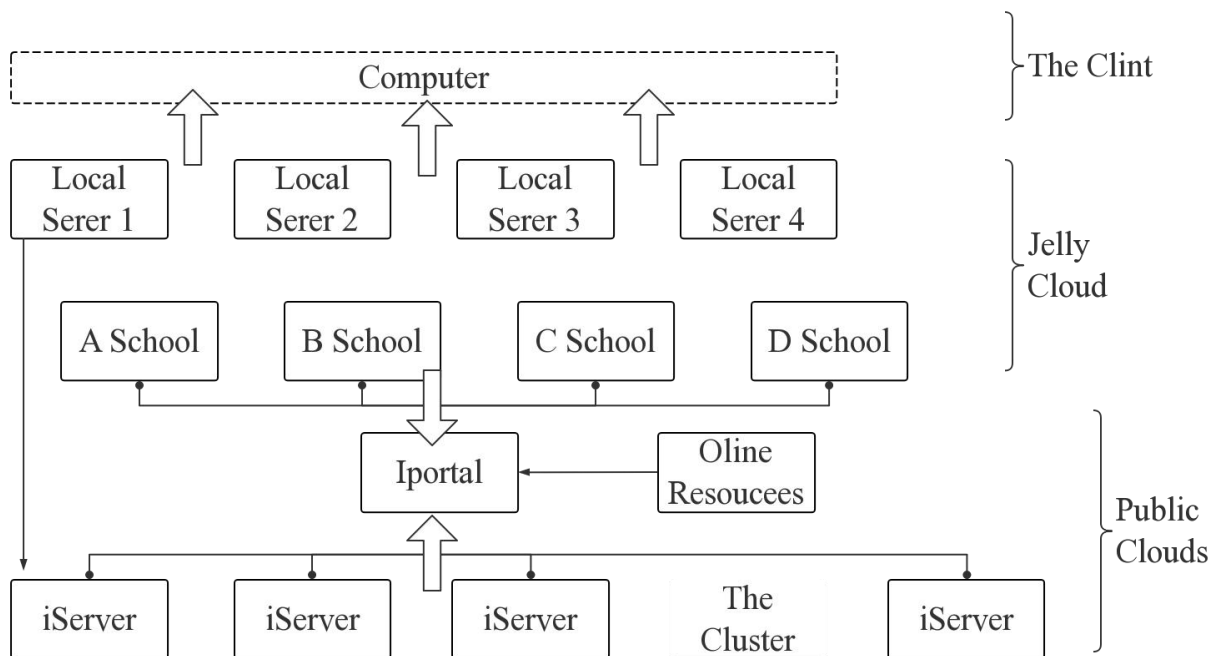 Computer
The Clint
Local
Serer 1
Local
Serer 2
Local
Serer 3
Local
Serer 4
Jelly
Cloud
A School
B School
C School
D School
Iportal
Oline
Resoucees
Public
Clouds
iServer
iServer
iServer
The
Cluster
iServer